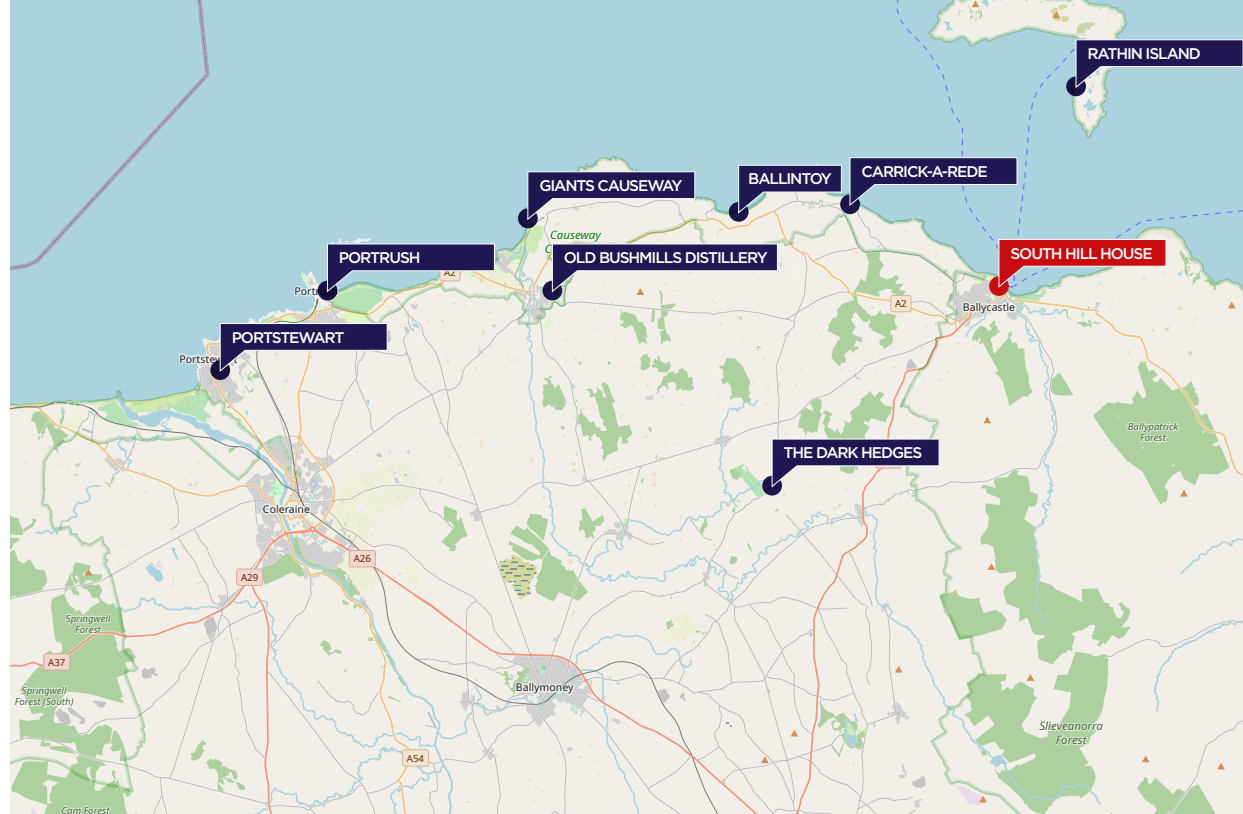 RATHIN ISLAND
CARRICK-A-REDE
BALLINTOY
GIANTS CAUSEWAY
Causeway
SOUTH HILL HOUSE
PORTRUSH
OLD BUSHMILLS DISTILLERY
A2
A2
Ballycastle
PORTSTEWART
Ballypatrick
Forest
THE DARK HEDGES
Coleraine
A26
A29
Springwell
Forest
A37
Springwell
Forest (South)
Ballymoney
Slieveanorra
Forest
A54
Cam Forest